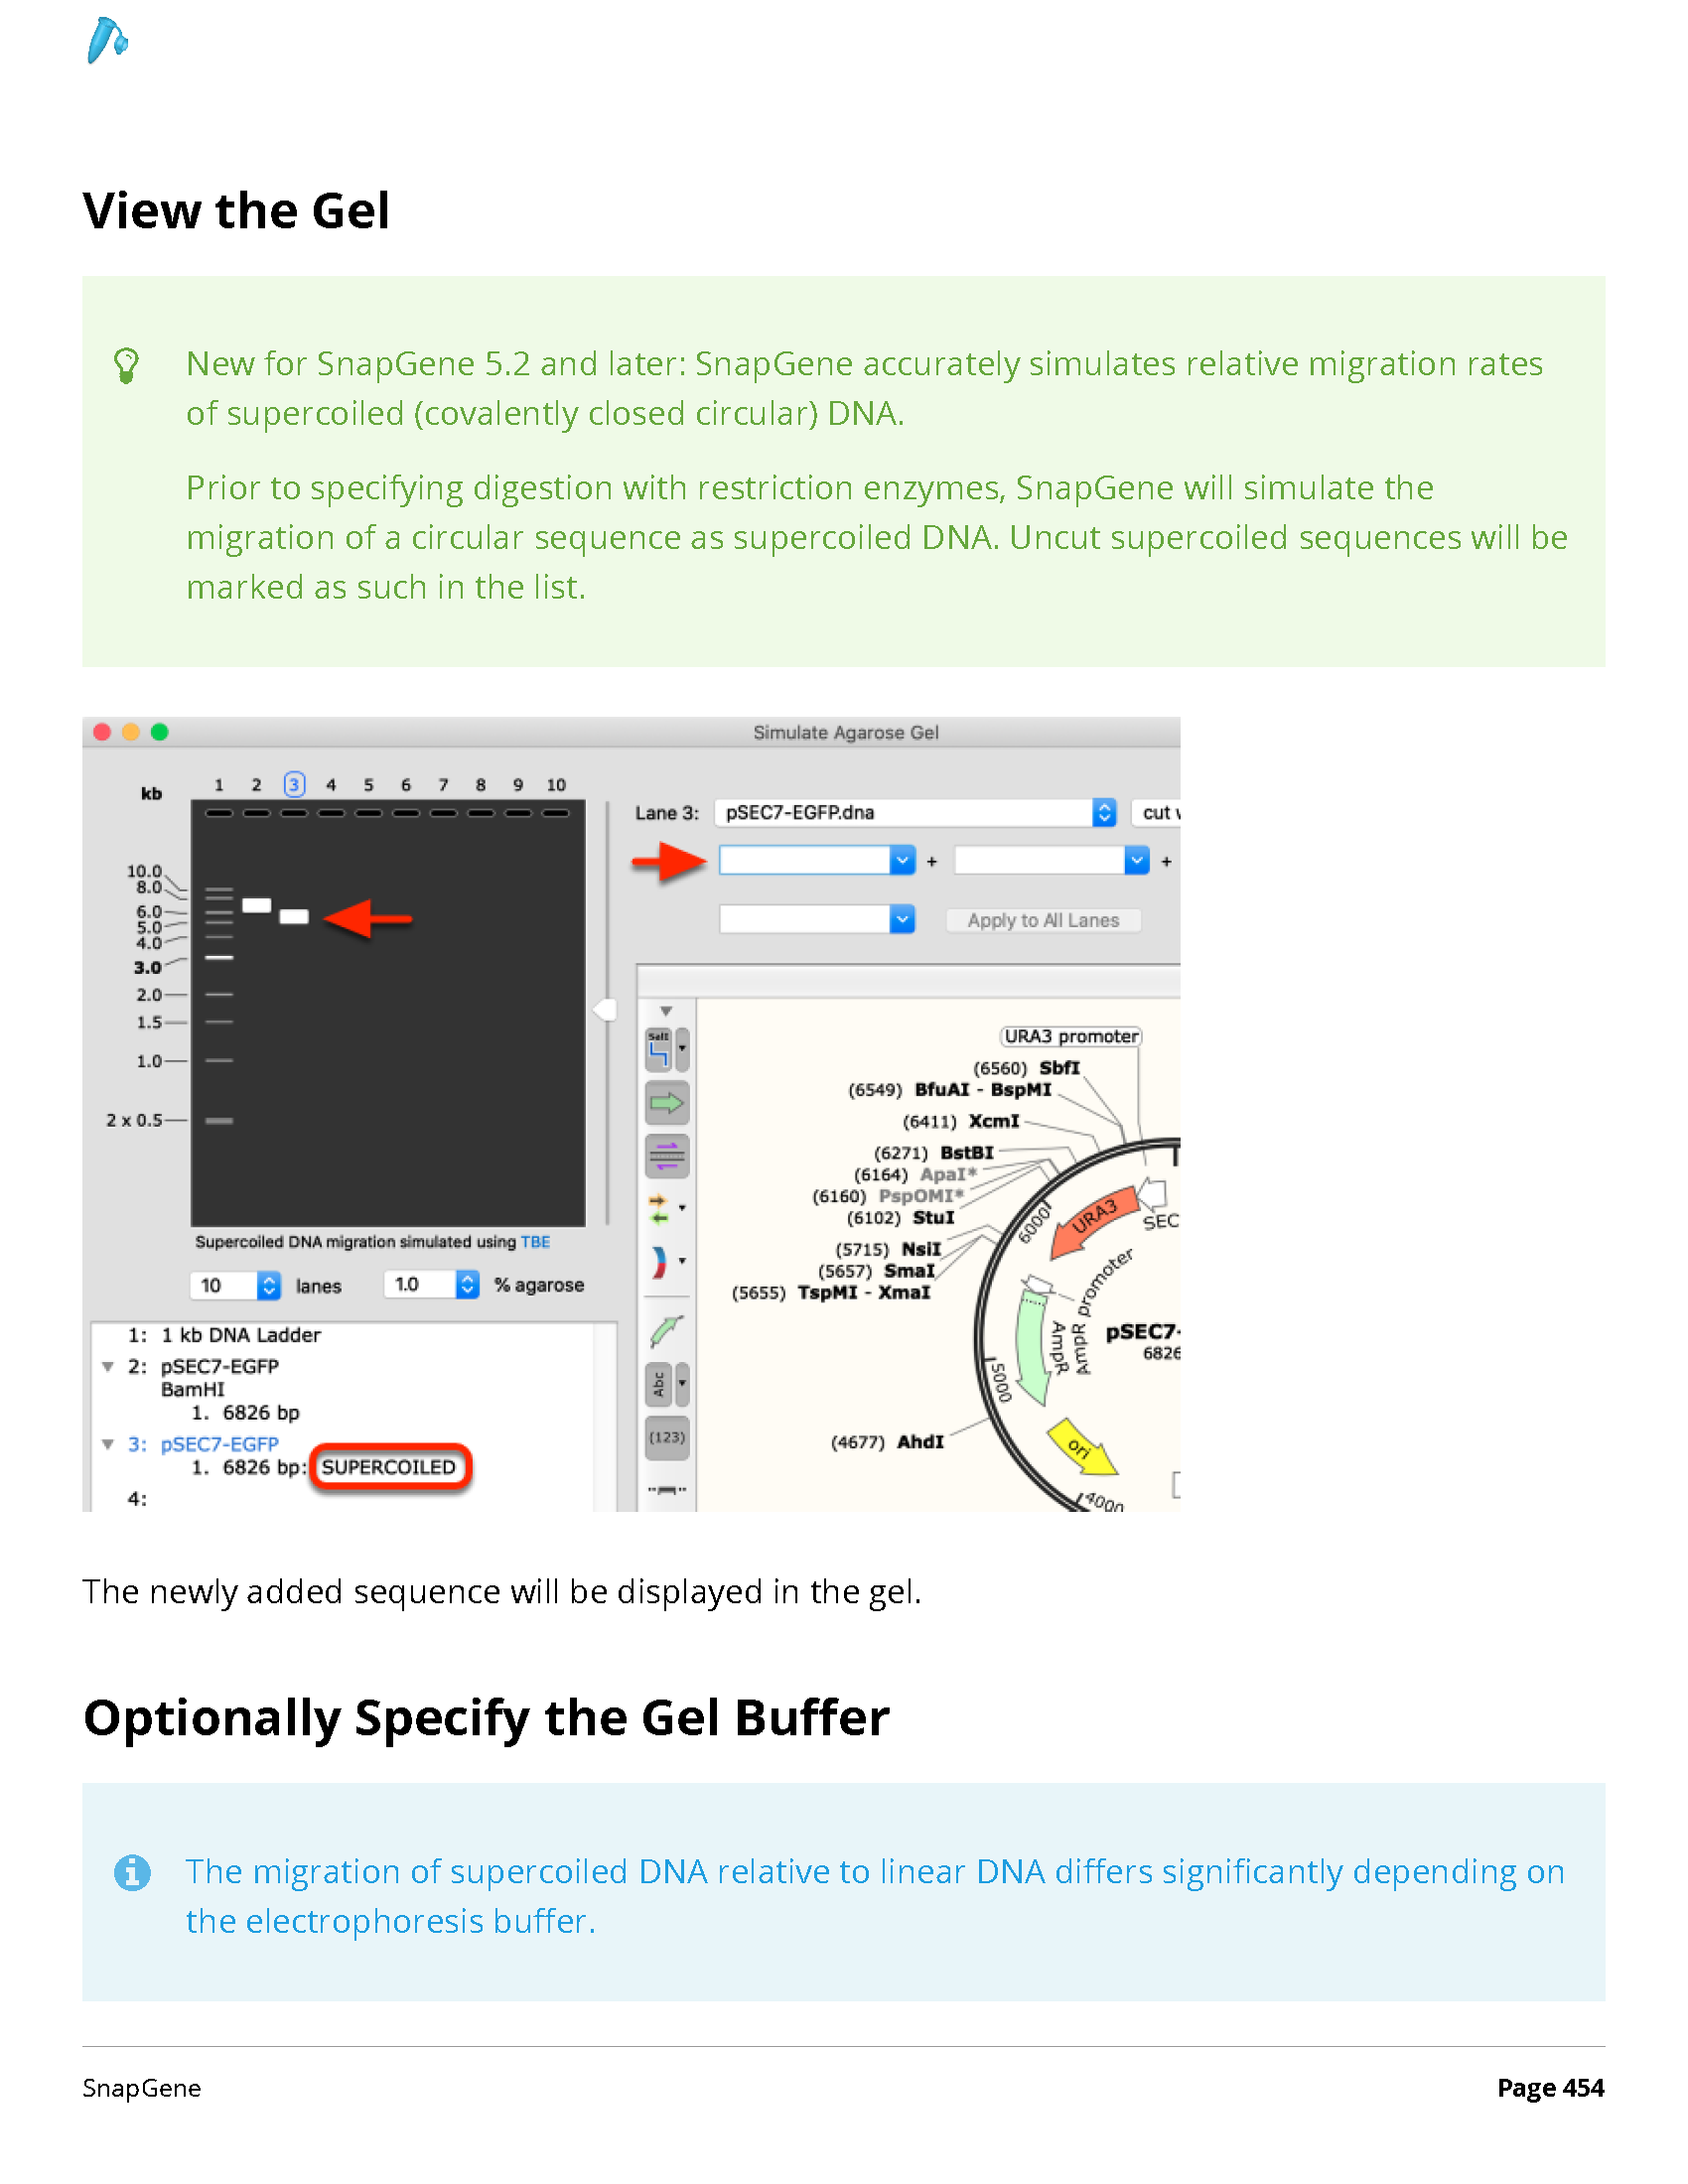 View the Gel
New for SnapGene 5.2 and later: SnapGene accurately simulates relative migration rates
of supercoiled (covalently closed circular) DNA.
Prior to specifying digestion with restriction enzymes, SnapGene will simulate the
migration of a circular sequence as supercoiled DNA. Uncut supercoiled sequences will be
marked as such in the list.
Simulate Agarose Gel
kb
1 2 3 4 5 6 7 8 9 10
10.0
8.0
6.0
5.0
4.0
3.0
2.0
1.5
1.0
2 x 0.5
Supercoiled DNA migration simulated using TBE
10 lanes 1.0 % agarose
1: 1 kb DNA Ladder
2: pSEC7-EGFP
BamHI
1. 6826 bp
3: pSEC7-EGFP
1. 6826 bp: SUPERCOILED
4:
Lane 3: pSEC7-EGFP.dna cut
+ +
Apply to All Lanes
SalI
Abc
(123)
URA3 promoter
(6560) SbfI
(6549) BfuAI - BspMI
(6411) XcmI
(6271) BstBI
(6164) ApaI*
(6160) PspOMI*
(6102) StuI
(5715) NsiI
(5657) SmaI
(5655) TspMI - XmaI
(4677) AhdI
6000
URA3
SEC
AmpR promoter
AmpR
5000
ori
4000
pSEC7-
6826
The newly added sequence will be displayed in the gel.
Optionally Specify the Gel Buffer
The migration of supercoiled DNA relative to linear DNA differs significantly depending on
the electrophoresis buffer.
SnapGene Page 454